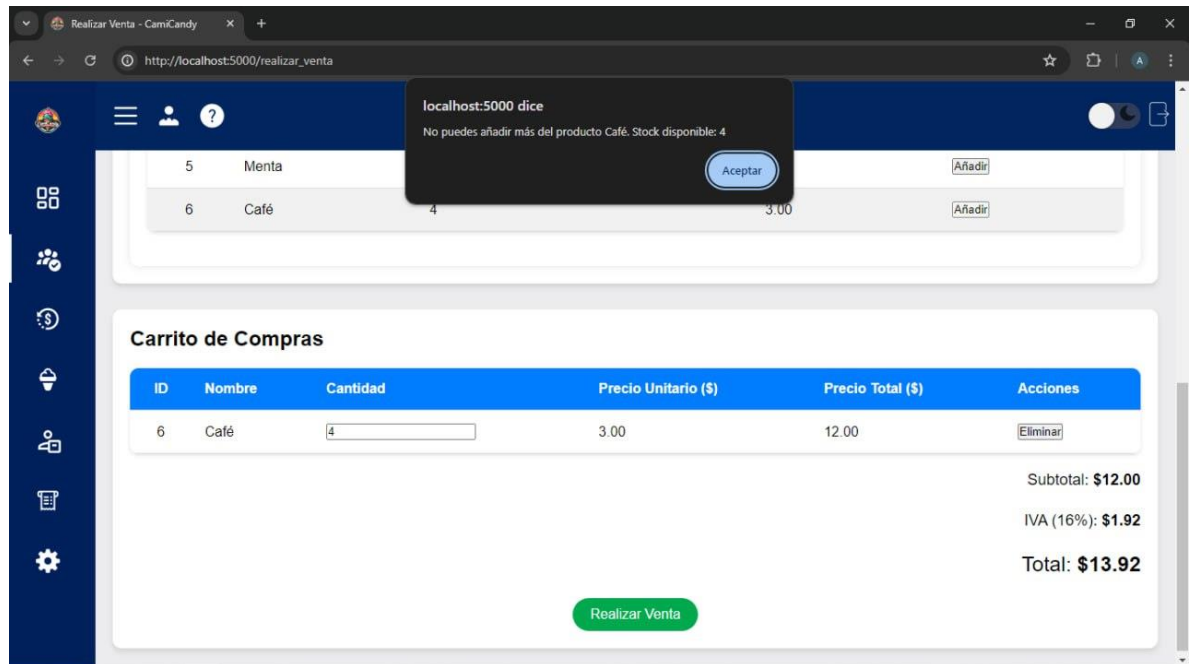 Realizar Venta - CamiCandy
http://localhost:5000/realizar_venta
A
localhost:5000 dice
No puedes añadir más del producto Café. Stock disponible: 4
Aceptar
?
5 Menta Añadir
6 Café 4 3.00 Añadir
Carrito de Compras
ID Nombre Cantidad Precio Unitario ($) Precio Total ($) Acciones
6 Café 4 3.00 12.00 Eliminar
Subtotal: $12.00
IVA (16%): $1.92
Total: $13.92
Realizar Venta